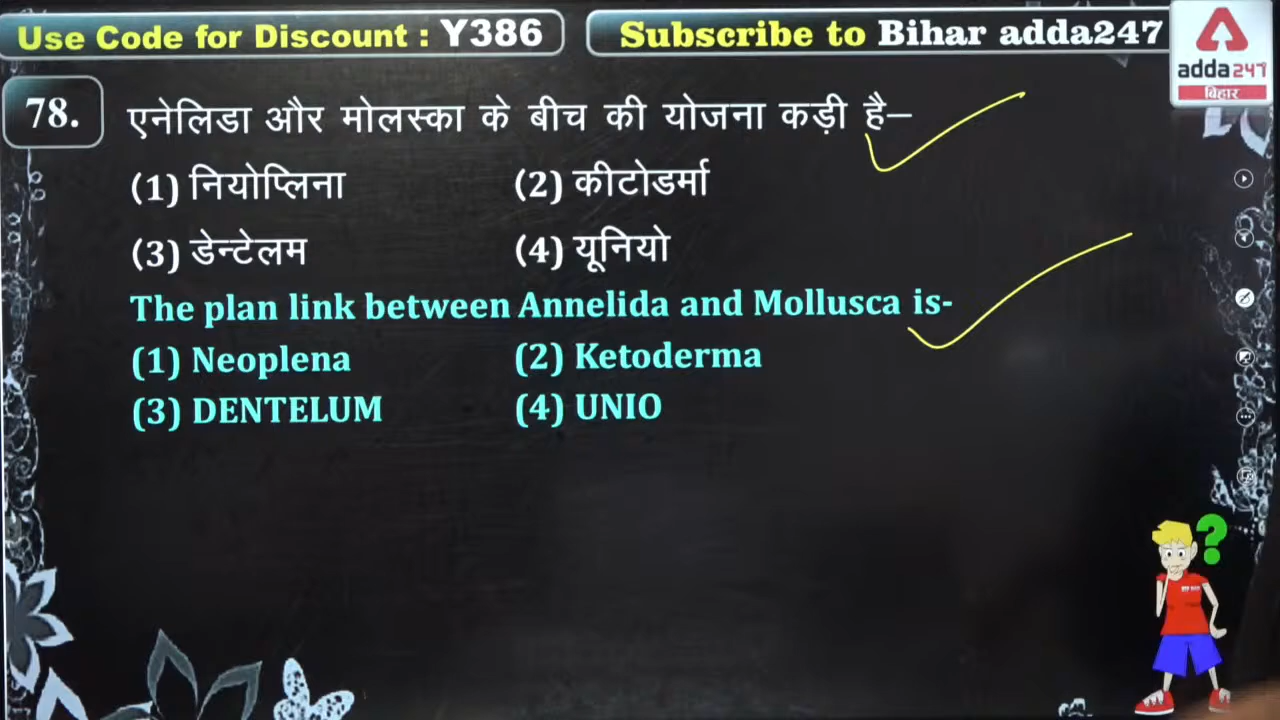 Use Code for Discount : Y386
Subscribe to Bihar adda247
adda247
बिहार
78.
एनेलिडा और मोलस्का के बीच की योजना कड़ी है–
(1) नियोप्लिना (2) कीटोडर्मा
(3) डेन्टेलम (4) यूनियो
The plan link between Annelida and Mollusca is-
(1) Neoplena (2) Ketoderma
(3) DENTELUM (4) UNIO